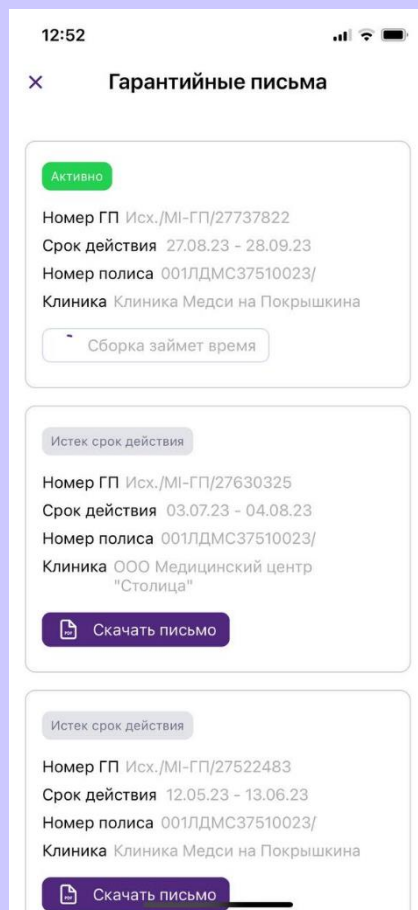 12:52
Гарантийные письма
Активно
Номер ГП Исх./MI-ГП/27737822
Срок действия 27.08.23 - 28.09.23
Номер полиса 001ЛДМС37510023/
Клиника Клиника Медси на Покрышкина
Сборка займет время
Истек срок действия
Номер ГП Исх./MI-ГП/27630325
Срок действия 03.07.23 - 04.08.23
Номер полиса 001ЛДМС37510023/
Клиника ООО Медицинский центр
"Столица"
PDF Скачать письмо
Истек срок действия
Номер ГП Исх./MI-ГП/27522483
Срок действия 12.05.23 - 13.06.23
Номер полиса 001ЛДМС37510023/
Клиника Клиника Медси на Покрышкина
PDF Скачать письмо